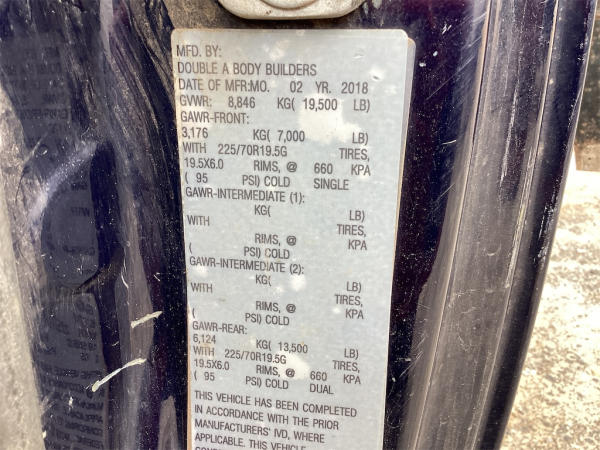 MFD. BY:
DOUBLE A BODY BUILDERS
DATE OF MFR:MO. 02 YR. 2018
GVWR: 8,846 KG (19,500 LB)
GAWR-FRONT:
3,176 KG( 7,000 LB)
WITH 225/70R19.5G TIRES,
19.5X6.0 RIMS, @ 660 KPA
( 95 PSI) COLD SINGLE
GAWR-INTERMEDIATE (1):
KG( LB)
WITH TIRES,
RIMS, @ KPA
( PSI) COLD
GAWR-INTERMEDIATE (2):
KG( LB)
WITH TIRES,
RIMS, @ KPA
( PSI) COLD
GAWR-REAR:
6,124 KG( 13,500 LB)
WITH 225/70R19.5G TIRES,
19.5X6.0 RIMS, @ 660 KPA
( 95 PSI) COLD DUAL
THIS VEHICLE HAS BEEN COMPLETED
IN ACCORDANCE WITH THE PRIOR
MANUFACTURERS' IVD, WHERE
APPLICABLE. THIS VEHICLE